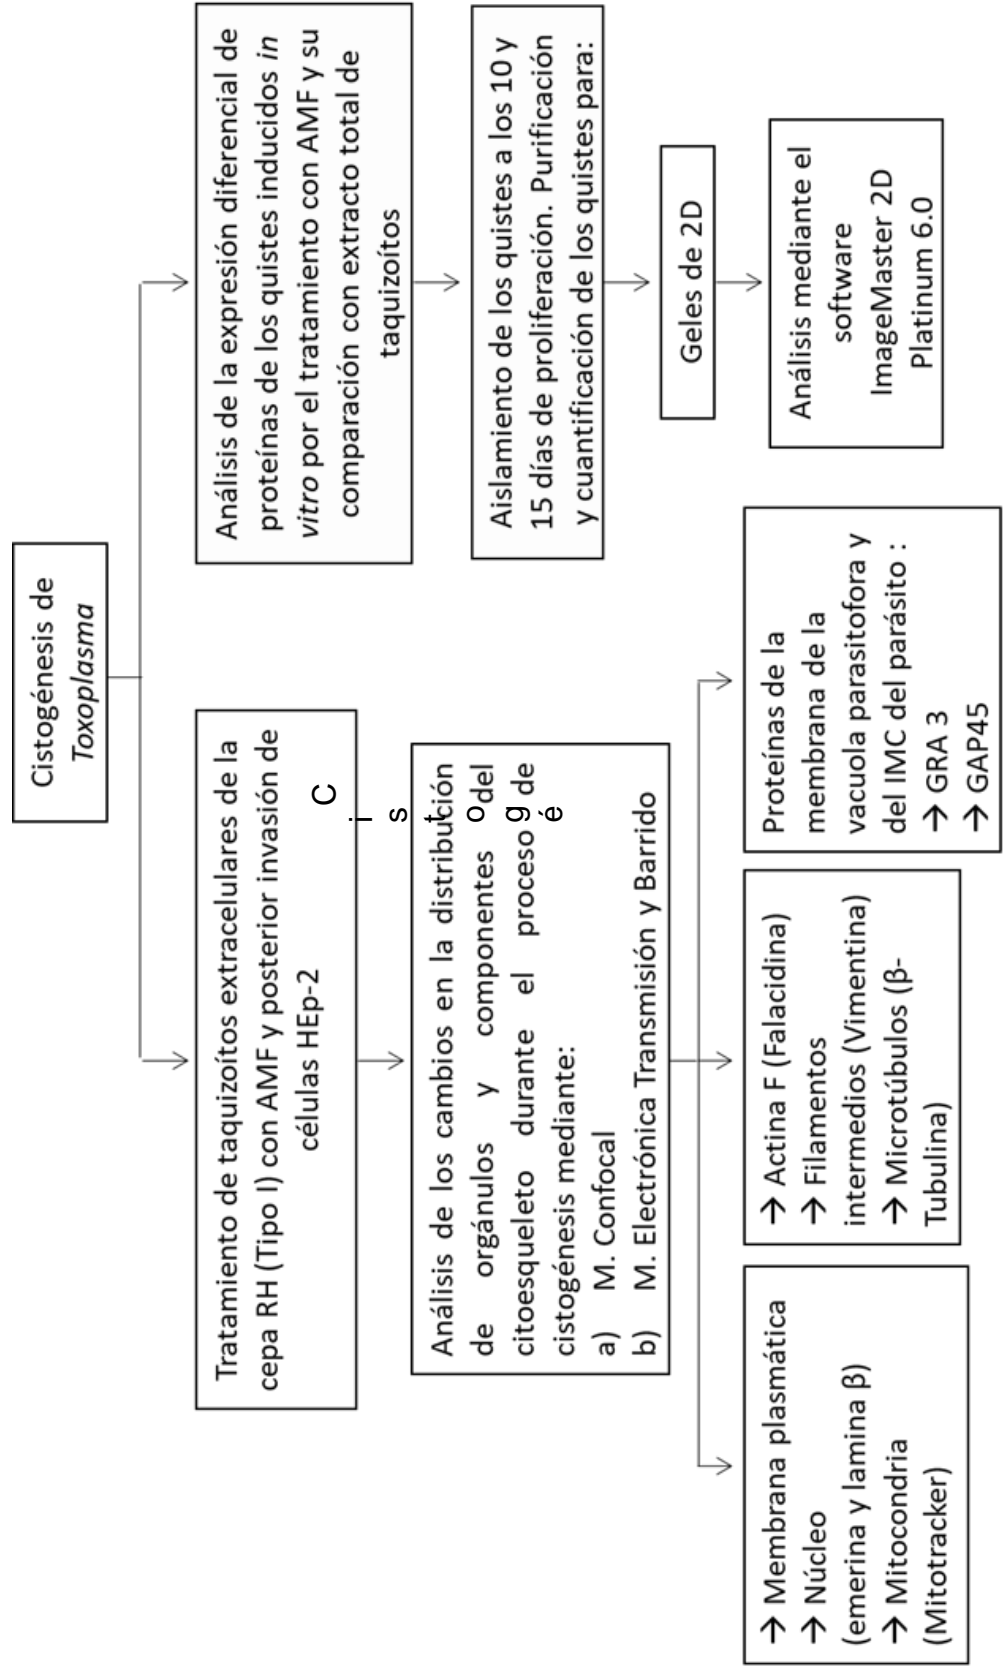 Cistogénesis de
Toxoplasma
Tratamiento de taquizoítos extracelulares de la
cepa RH (Tipo I) con AMF y posterior invasión de
células HEp-2
Análisis de los cambios en la distribución
de orgánulos y componentes del
citoesqueleto durante el proceso de
cistogénesis mediante:
a) M. Confocal
b) M. Electrónica Transmisión y Barrido
→ Membrana plasmática
→ Núcleo
(emerina y lamina β)
→ Mitocondria
(Mitotracker)
→ Actina F (Falacidina)
→ Filamentos
intermedios (Vimentina)
→ Microtúbulos (β-
Tubulina)
Proteínas de la
membrana de la
vacuola parasitofora y
del IMC del parásito :
→ GRA 3
→ GAP45
Análisis de la expresión diferencial de
proteínas de los quistes inducidos in
vitro por el tratamiento con AMF y su
comparación con extracto total de
taquizoítos
Aislamiento de los quistes a los 10 y
15 días de proliferación. Purificación
y cuantificación de los quistes para:
Geles de 2D
Análisis mediante el
software
ImageMaster 2D
Platinum 6.0
C
i
s
t
o
g
é